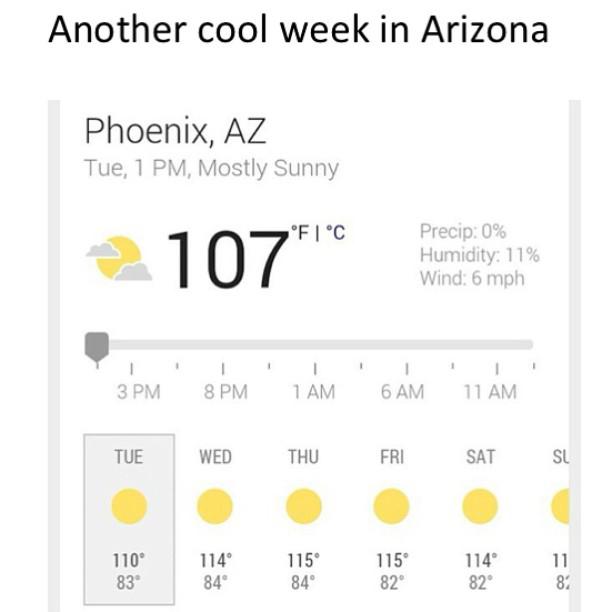 Another cool week in Arizona
Phoenix, AZ
Tue, 1 PM, Mostly Sunny
107 °F | °C
Precip: 0%
Humidity: 11%
Wind: 6 mph
3 PM 8 PM 1 AM 6 AM 11 AM
TUE WED THU FRI SAT SU
110° 114° 115° 115° 114° 11
83° 84° 84° 82° 82° 82